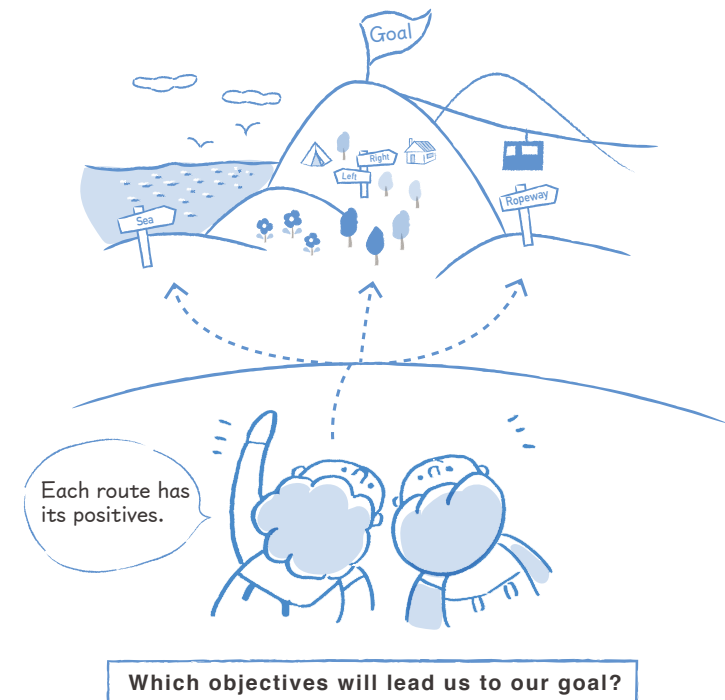 Goal
Right
Left
Sea
Ropeway
Each route has
its positives.
Which objectives will lead us to our goal?